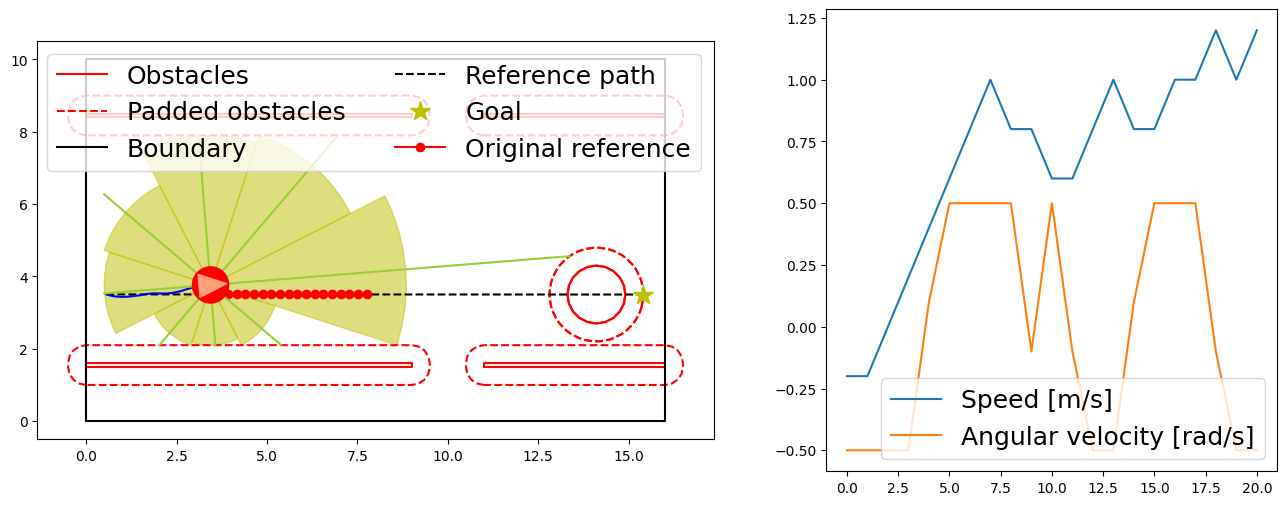 Obstacles
Padded obstacles
Boundary
Reference path
Goal
Original reference
10
8
6
4
2
0
0.0 2.5 5.0 7.5 10.0 12.5 15.0
1.25
1.00
0.75
0.50
0.25
0.00
−0.25
−0.50
Speed [m/s]
Angular velocity [rad/s]
0.0 2.5 5.0 7.5 10.0 12.5 15.0 17.5 20.0